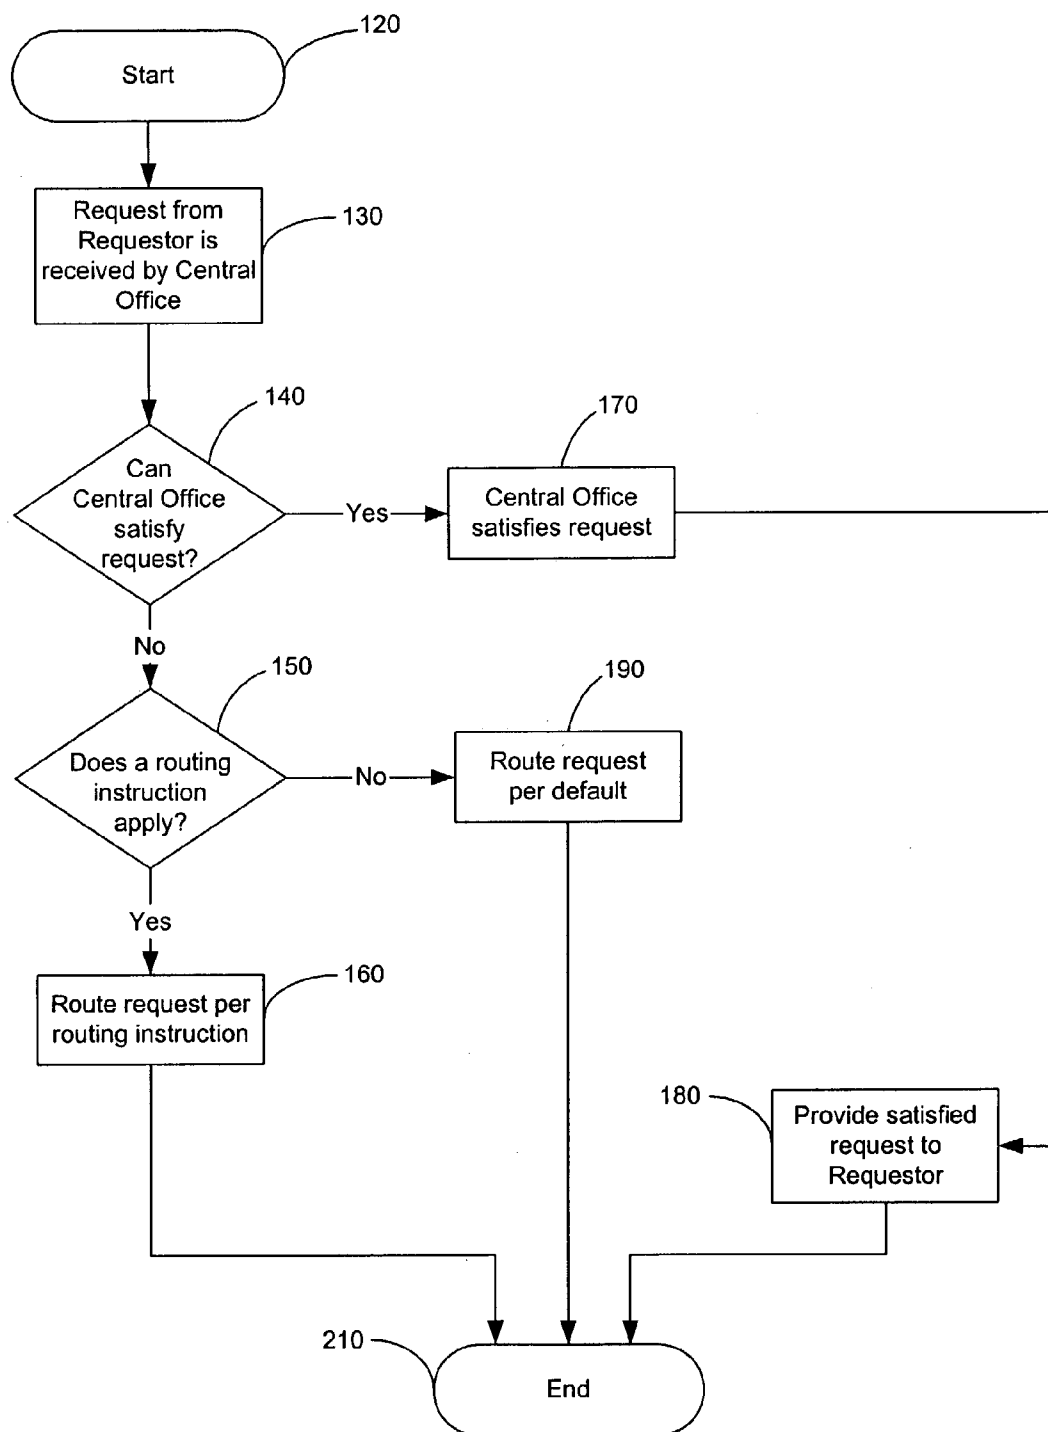 120
Start
Request from
Requestor is
received by Central
Office
130
140
Can
Central Office
satisfy
request?
Yes
170
Central Office
satisfies request
No
150
Does a routing
instruction
apply?
No
190
Route request
per default
Yes
160
Route request per
routing instruction
180
Provide satisfied
request to
Requestor
210
End